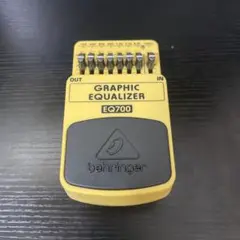 OUT IN
GRAPHIC
EQUALIZER
EQ700
behringer